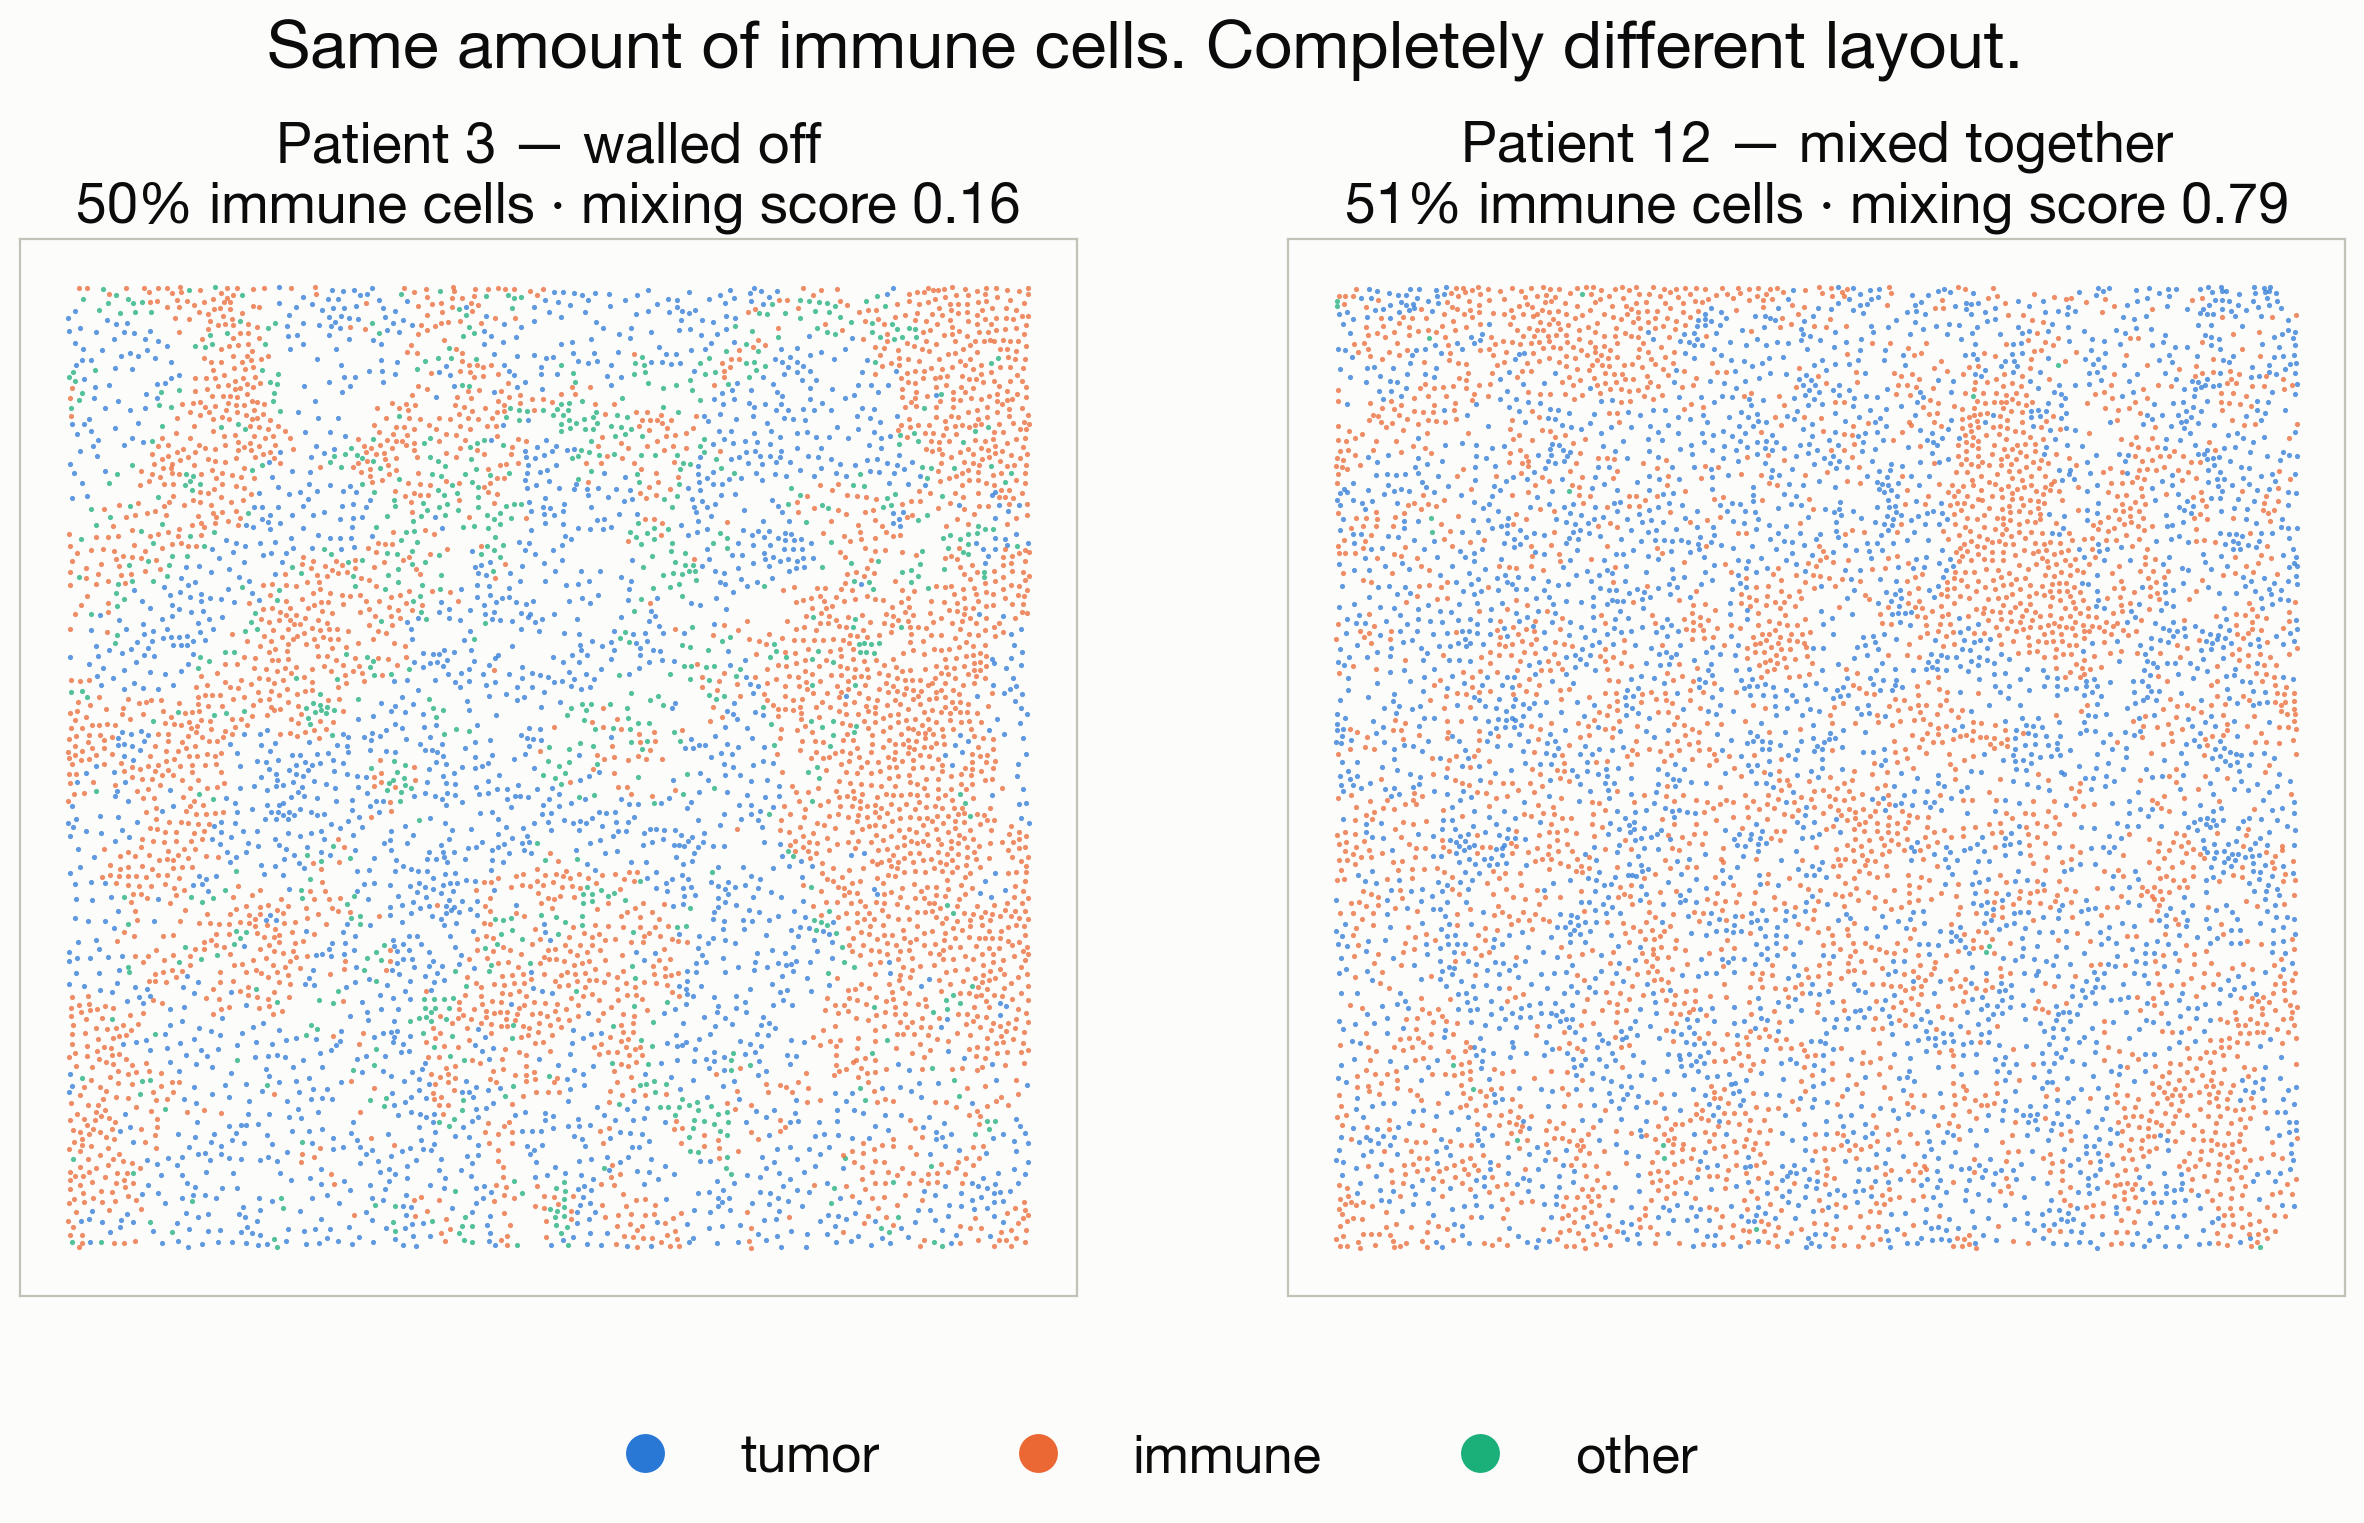 Same amount of immune cells. Completely different layout.
Patient 3 — walled off
50% immune cells · mixing score 0.16
Patient 12 — mixed together
51% immune cells · mixing score 0.79
tumor
immune
other